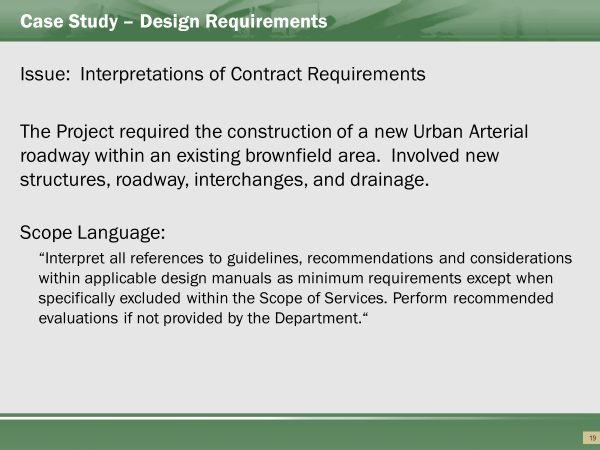 Case Study – Design Requirements
Issue:  Interpretations of Contract Requirements
The Project required the construction of a new Urban Arterial
roadway within an existing brownfield area.  Involved new
structures, roadway, interchanges, and drainage.
Scope Language:
“Interpret all references to guidelines, recommendations and considerations
within applicable design manuals as minimum requirements except when
specifically excluded within the Scope of Services. Perform recommended
evaluations if not provided by the Department.“
19